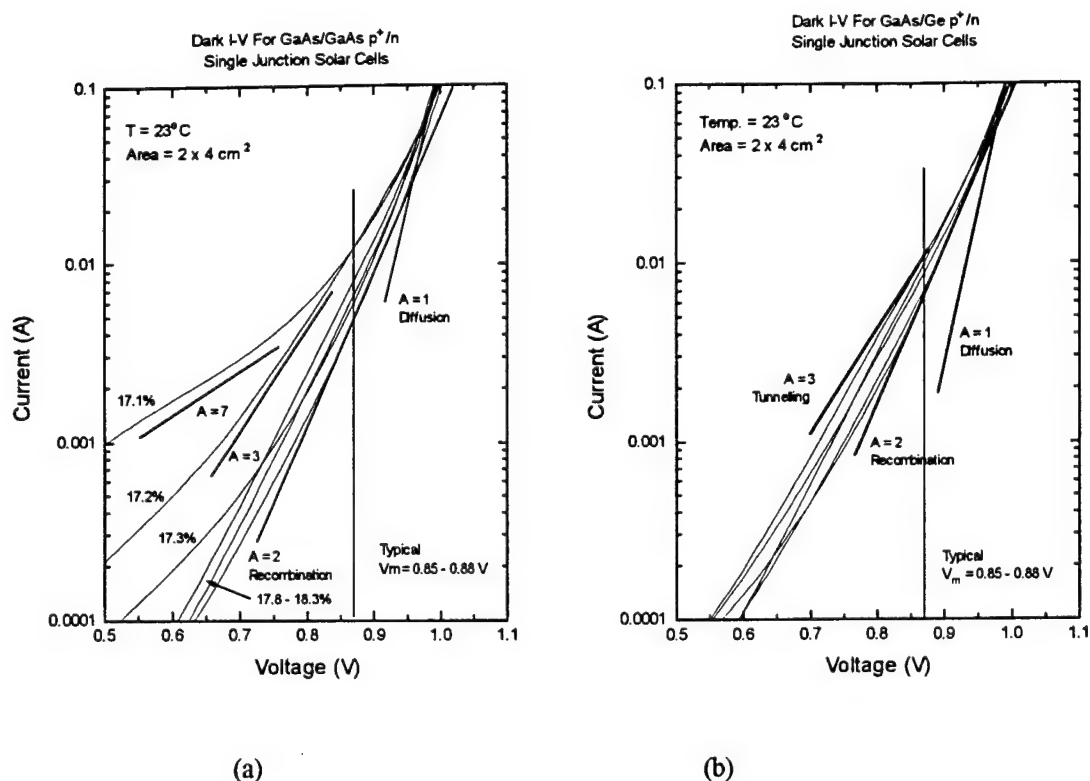 Dark I-V For GaAs/GaAs p+/n
Single Junction Solar Cells
0.1
0.01
0.001
0.0001
Current (A)
T = 23°C
Area = 2 x 4 cm²
A = 1
Diffusion
17.1%
A = 7
A = 3
17.2%
17.3%
A = 2
Recombination
17.8 - 18.3%
Typical
Vm = 0.85 - 0.88 V
0.5 0.6 0.7 0.8 0.9 1.0 1.1
Voltage (V)
(a)
Dark I-V For GaAs/Ge p+/n
Single Junction Solar Cells
0.1
0.01
0.001
0.0001
Current (A)
Temp. = 23°C
Area = 2 x 4 cm²
A = 1
Diffusion
A = 3
Tunnelling
A = 2
Recombination
Typical
Vm = 0.85 - 0.88 V
0.5 0.6 0.7 0.8 0.9 1.0 1.1
Voltage (V)
(b)